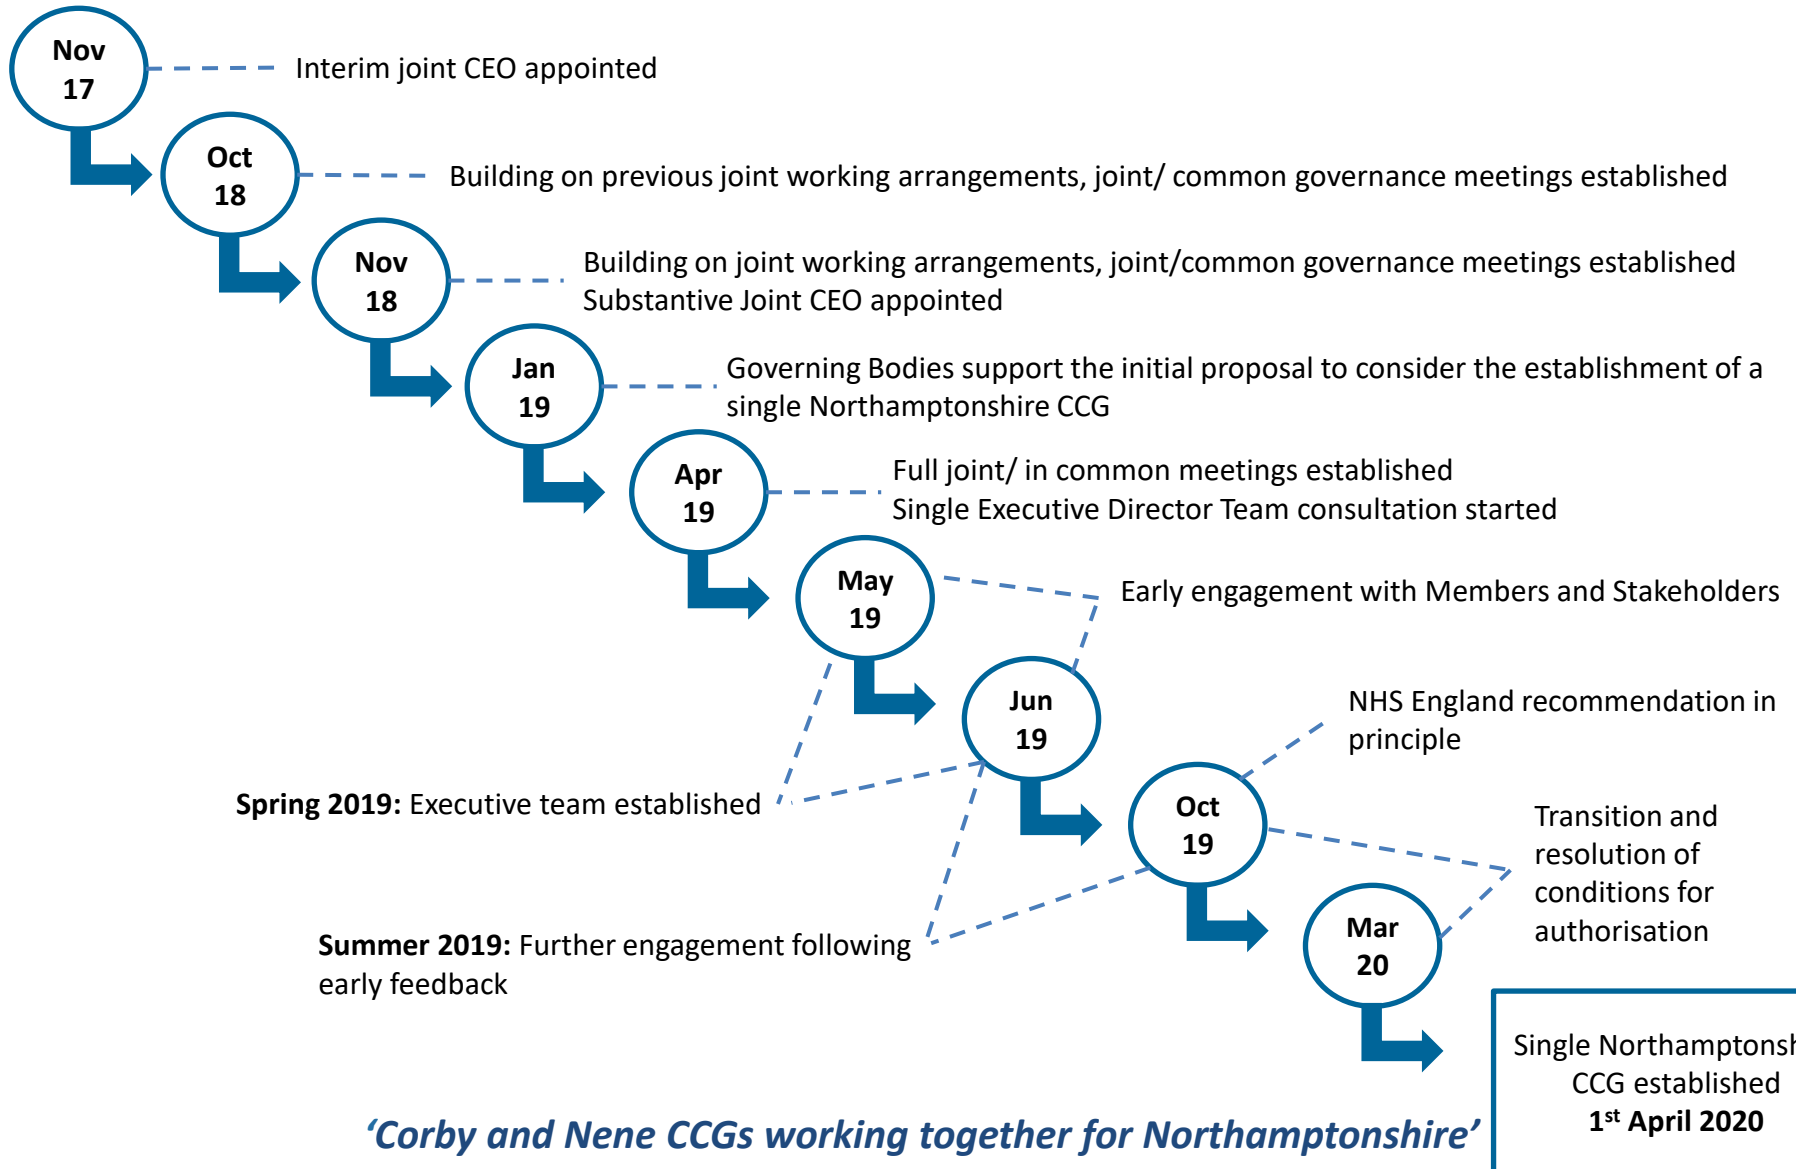 Nov
17
Interim joint CEO appointed
Oct
18
Building on previous joint working arrangements, joint/ common governance meetings established
Nov
18
Building on joint working arrangements, joint/common governance meetings established
Substantive Joint CEO appointed
Jan
19
Governing Bodies support the initial proposal to consider the establishment of a
single Northamptonshire CCG
Apr
19
Full joint/ in common meetings established
Single Executive Director Team consultation started
May
19
Early engagement with Members and Stakeholders
Jun
19
NHS England recommendation in
principle
Spring 2019: Executive team established
Oct
19
Transition and
resolution of
conditions for
authorisation
Summer 2019: Further engagement following
early feedback
Mar
20
Single
CCG established
1st April 2020
‘Corby and Nene CCGs working together for Northamptonshire’